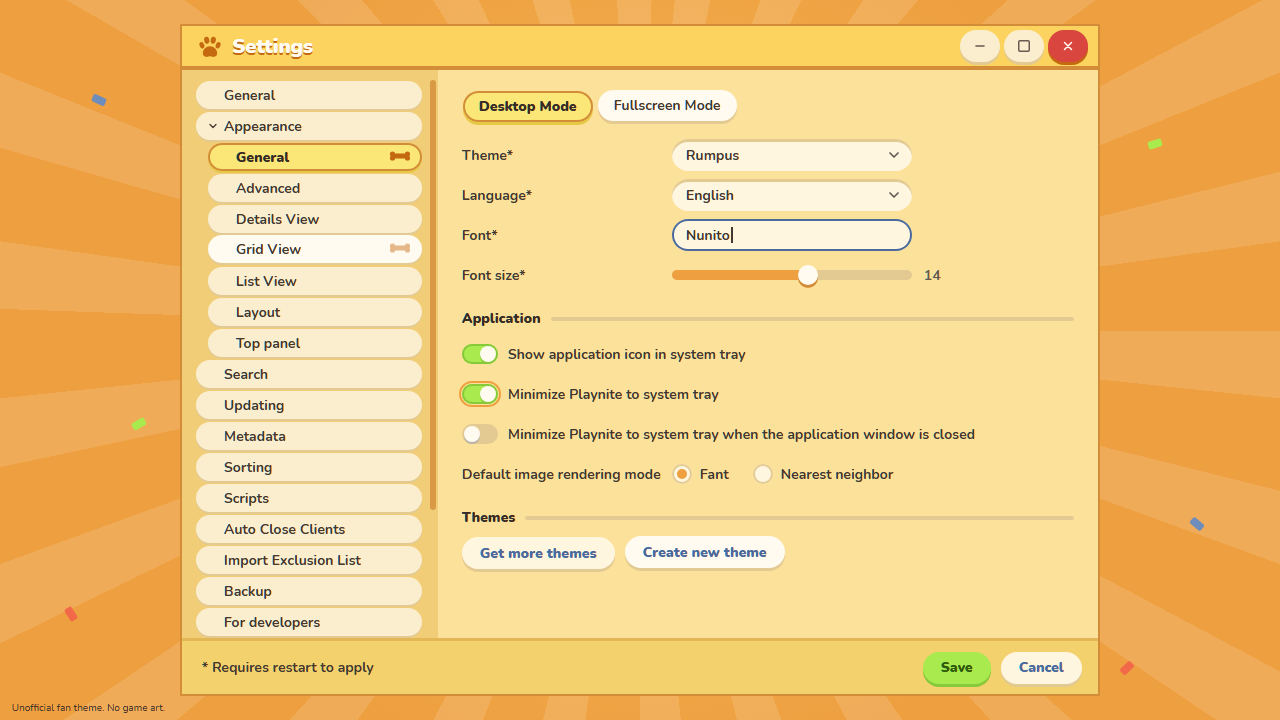 Settings
General
Appearance
General
Advanced
Details View
Grid View
List View
Layout
Top panel
Search
Updating
Metadata
Sorting
Scripts
Auto Close Clients
Import Exclusion List
Backup
For developers
Desktop Mode
Fullscreen Mode
Theme*
Rumpus
Language*
English
Font*
Nunito
Font size*
14
Application
Show application icon in system tray
Minimize Playnite to system tray
Minimize Playnite to system tray when the application window is closed
Default image rendering mode
Fant
Nearest neighbor
Themes
Get more themes
Create new theme
* Requires restart to apply
Save
Cancel
Unofficial fan theme. No game art.